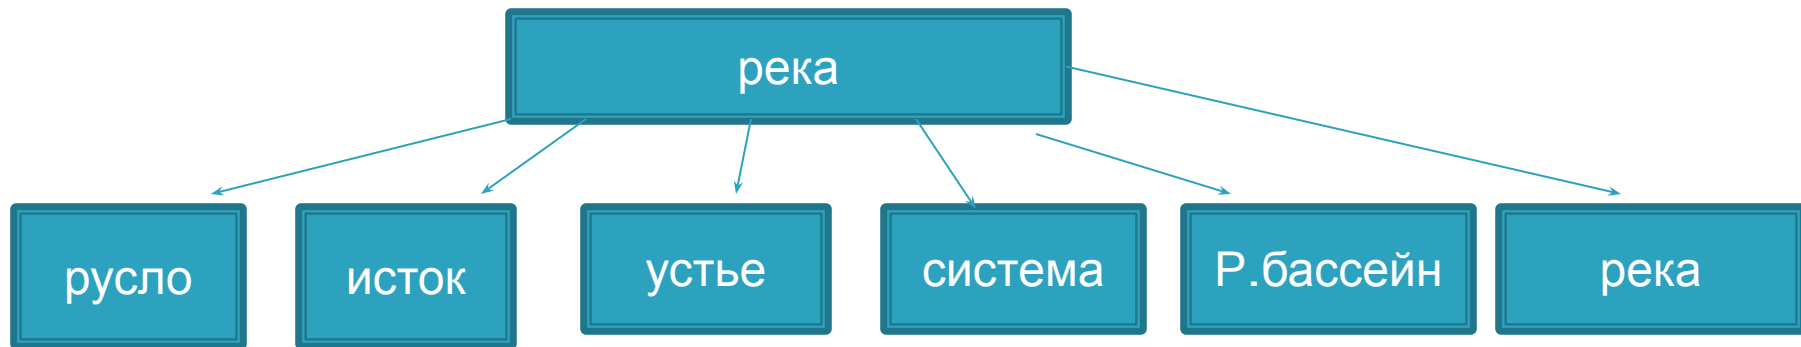 река
русло
исток
устье
система
Р.бассейн
река